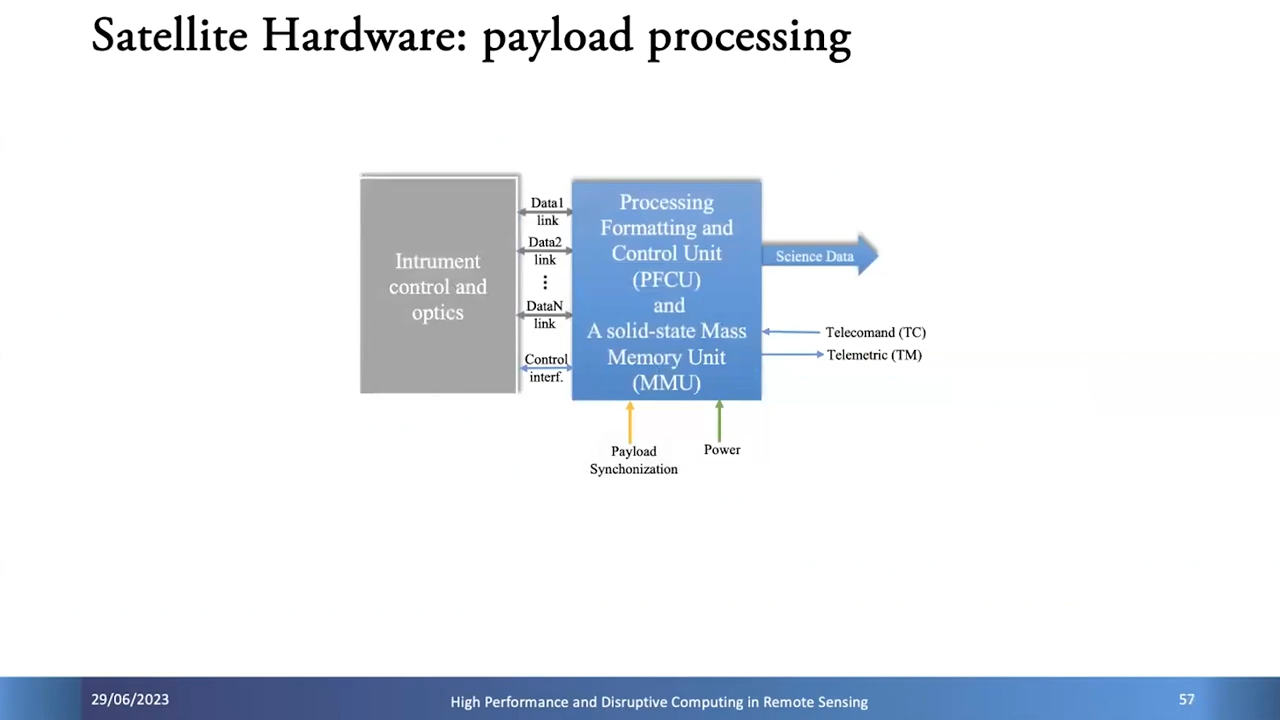 Satellite Hardware: payload processing
Intrument
control and
optics
Data1
link
Data2
link
DataN
link
Control
interf.
Processing
Formatting and
Control Unit
(PFCU)
and
A solid-state Mass
Memory Unit
(MMU)
Science Data
Telecomand (TC)
Telemetric (TM)
Payload
Synchonization
Power
29/06/2023
High Performance and Disruptive Computing in Remote Sensing
57